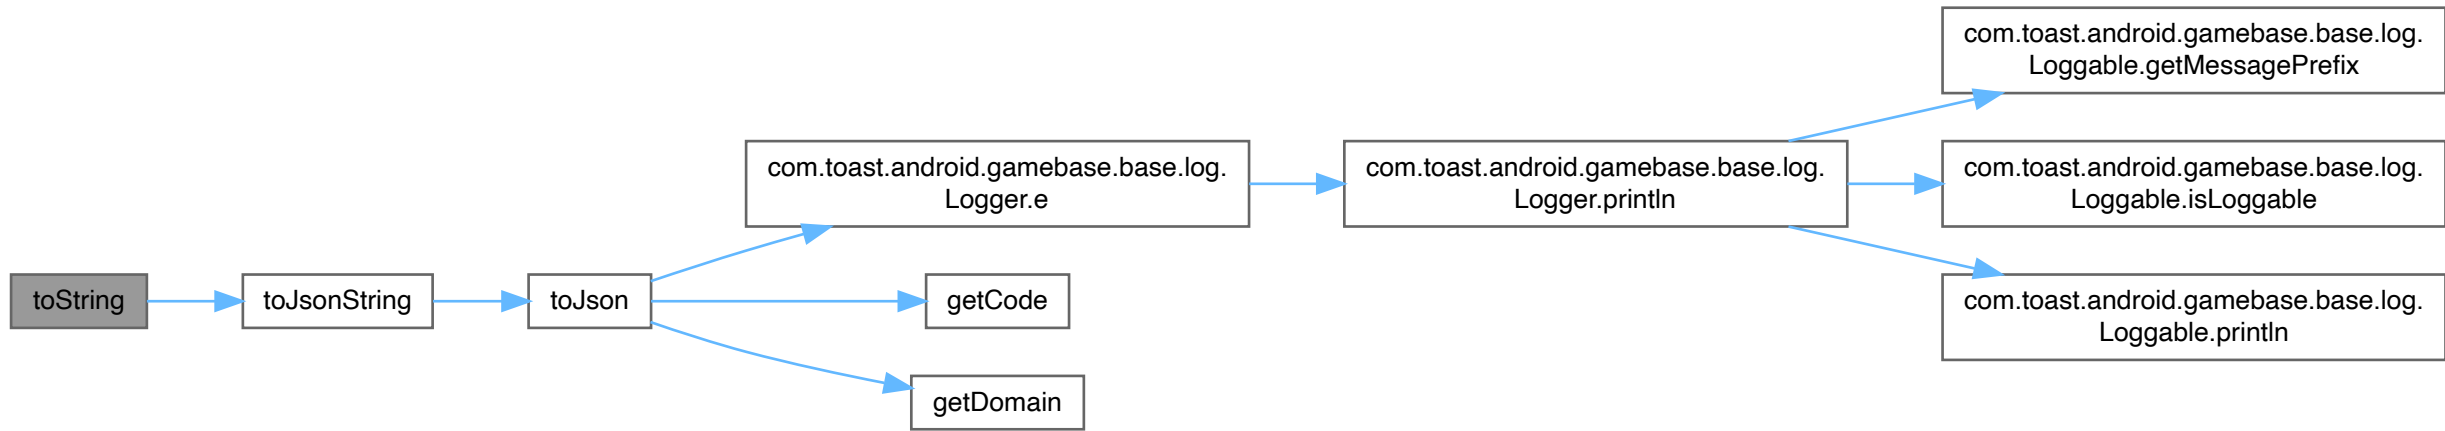 toString
toJsonString
toJson
com.toast.android.gamebase.base.log.
Logger.e
getCode
getDomain
com.toast.android.gamebase.base.log.
Logger.println
com.toast.android.gamebase.base.log.
Loggable.getMessagePrefix
com.toast.android.gamebase.base.log.
Loggable.isLoggable
com.toast.android.gamebase.base.log.
Loggable.println